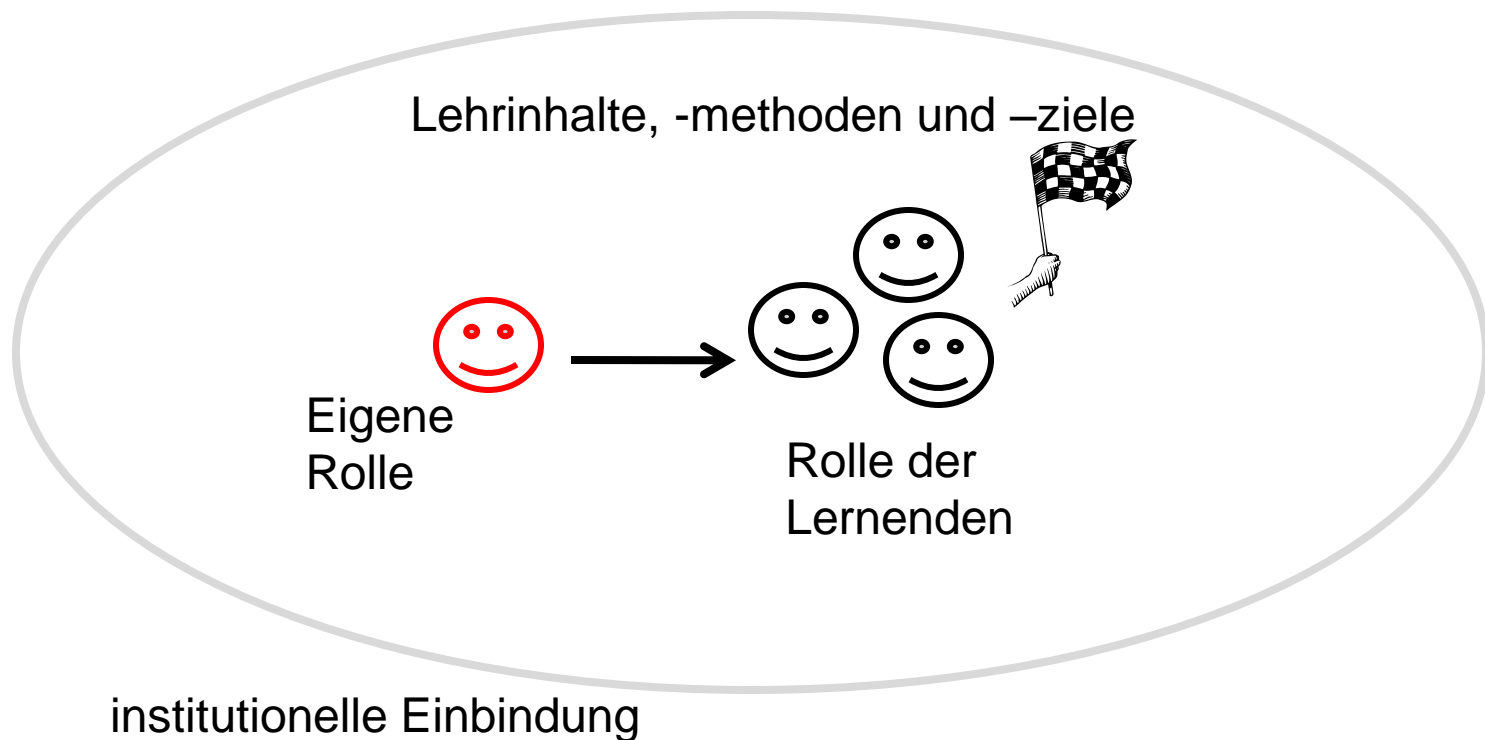 Lehrinhalte, -methoden und –ziele
Eigene
Rolle
Rolle der
Lernenden
institutionelle Einbindung